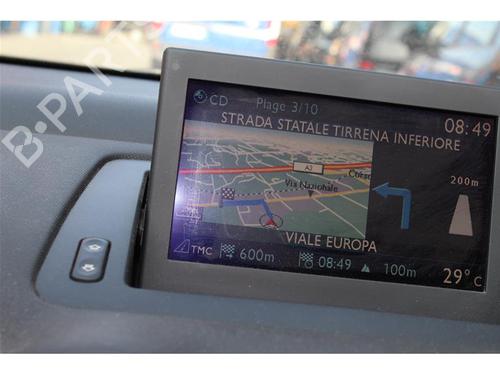 B-PARTS
CD
Plage 3/10
08:49
STRADA STATALE TIRRENA INFERIORE
A3
Corso
Via Nazionale
200m
VIALE EUROPA
TMC
600m
08:49
100m
29°C